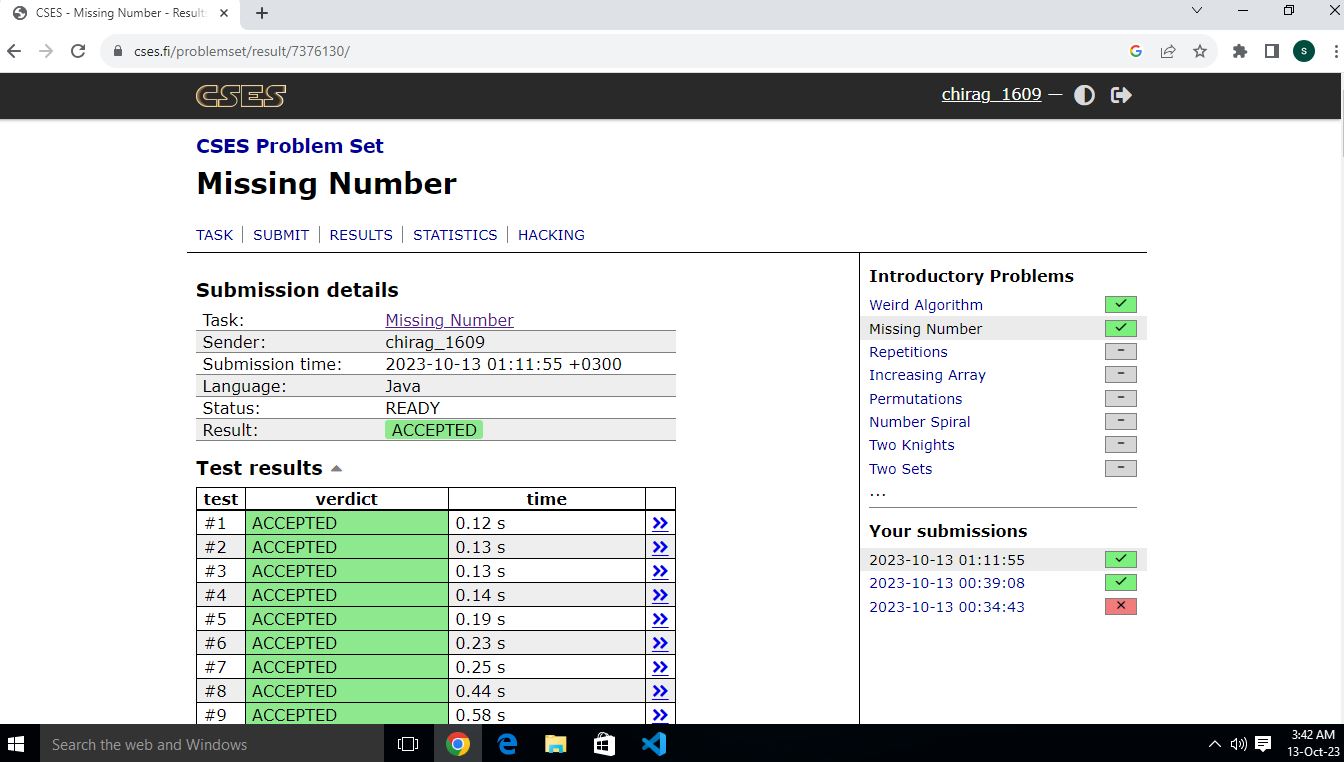 CSES - Missing Number - Result
cses.fi/problemset/result/7376130/
S
CSES
chirag_1609 —
CSES Problem Set
Missing Number
TASK | SUBMIT | RESULTS | STATISTICS | HACKING
Submission details
Task: Missing Number
Sender: chirag_1609
Submission time: 2023-10-13 01:11:55 +0300
Language: Java
Status: READY
Result: ACCEPTED
Test results
test verdict time
#1 ACCEPTED 0.12 s
#2 ACCEPTED 0.13 s
#3 ACCEPTED 0.13 s
#4 ACCEPTED 0.14 s
#5 ACCEPTED 0.19 s
#6 ACCEPTED 0.23 s
#7 ACCEPTED 0.25 s
#8 ACCEPTED 0.44 s
#9 ACCEPTED 0.58 s
Introductory Problems
Weird Algorithm
Missing Number
Repetitions
Increasing Array
Permutations
Number Spiral
Two Knights
Two Sets
...
Your submissions
2023-10-13 01:11:55
2023-10-13 00:39:08
2023-10-13 00:34:43
Search the web and Windows
3:42 AM
13-Oct-23